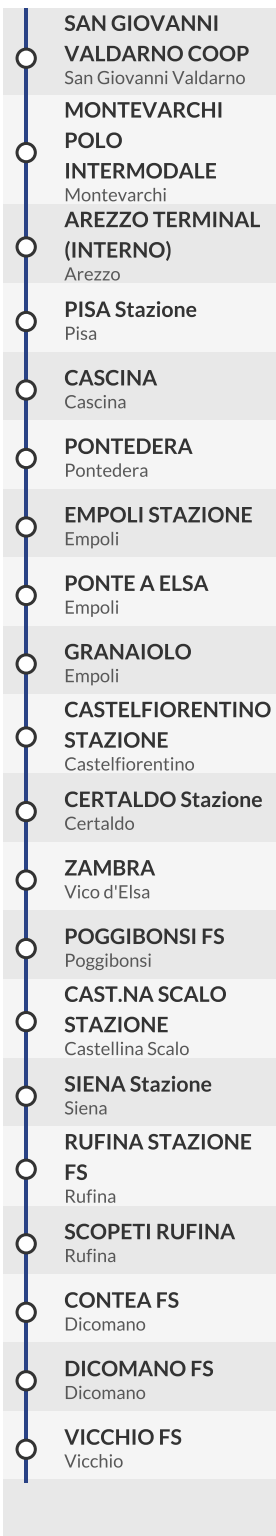 SAN GIOVANNI
VALDARNO COOP
San Giovanni Valdarno
MONTEVARCHI
POLO
INTERMODALE
Montevarchi
AREZZO TERMINAL
(INTERNO)
Arezzo
PISA Stazione
Pisa
CASCINA
Cascina
PONTEDERA
Pontedera
EMPOLI STAZIONE
Empoli
PONTE A ELSA
Empoli
GRANAIOLO
Empoli
CASTELFIORENTINO
STAZIONE
Castelfiorentino
CERTALDO Stazione
Certaldo
ZAMBRA
Vico d'Elsa
POGGIBONSI FS
Poggibonsi
CAST.NA SCALO
STAZIONE
Castellina Scalo
SIENA Stazione
Siena
RUFINA STAZIONE
FS
Rufina
SCOPETI RUFINA
Rufina
CONTEA FS
Dicomano
DICOMANO FS
Dicomano
VICCHIO FS
Vicchio